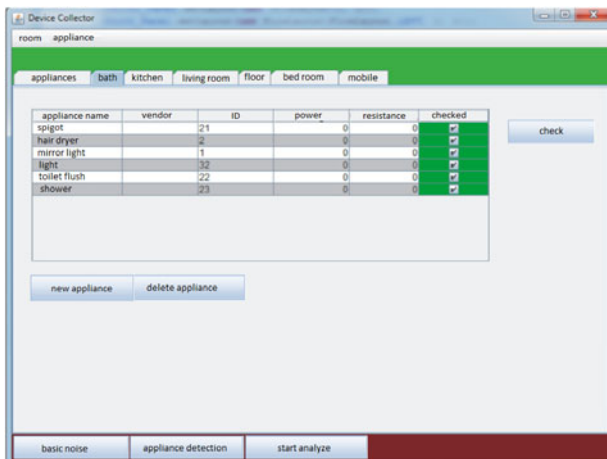 Device Collector
room appliance
appliances bath kitchen living room floor bed room mobile
appliance name vendor ID power resistance checked
spigot 21 0 0
hair dryer 2 0 0
mirror light 1 0 0
light 32 0 0
toilet flush 22 0 0
shower 23 0 0
check
new appliance delete appliance
basic noise appliance detection start analyze